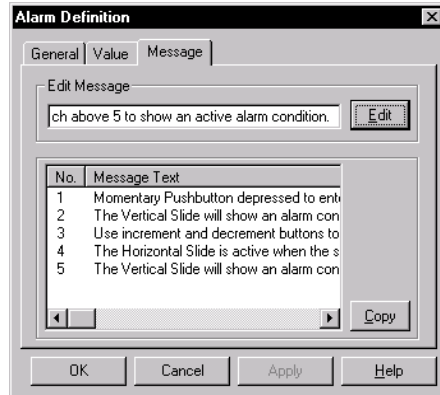 Alarm Definition
General Value Message
Edit Message
ch above 5 to show an active alarm condition. Edit
No. Message Text
1 Momentary Pushbutton depressed to ente
2 The Vertical Slide will show an alarm con
3 Use increment and decrement buttons to
4 The Horizontal Slide is active when the s
5 The Vertical Slide will show an alarm con
Copy
OK Cancel Apply Help